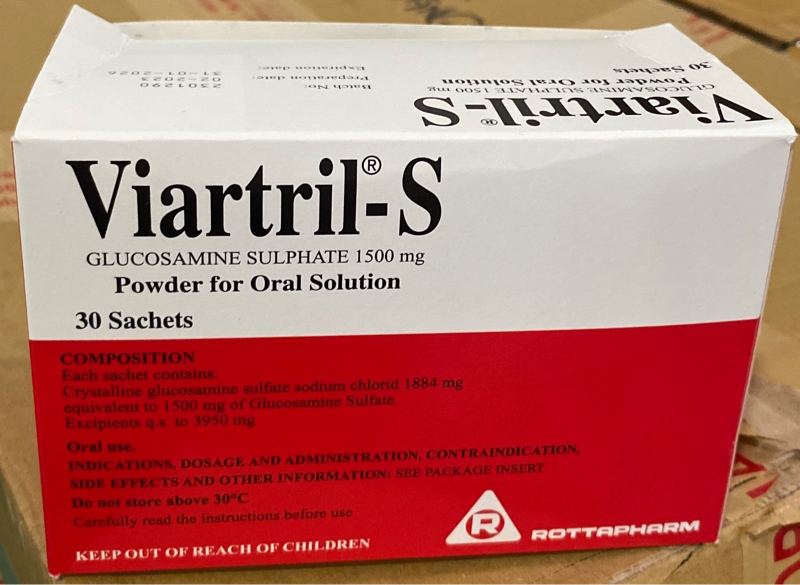 Batch No: 2301290
Preparation date: 02-2023
Expiration date: 31-01-2026
Viartril®-S
GLUCOSAMINE SULPHATE 1500 mg
Powder for Oral Solution
30 Sachets
Viartril®-S
GLUCOSAMINE SULPHATE 1500 mg
Powder for Oral Solution
30 Sachets
COMPOSITION
Each sachet contains:
Crystalline glucosamine sulfate sodium chlorid 1884 mg
equivalent to 1500 mg of Glucosamine Sulfate
Excipients q.s. to 3950 mg
Oral use.
INDICATIONS, DOSAGE AND ADMINISTRATION, CONTRAINDICATION,
SIDE EFFECTS AND OTHER INFORMATION: SEE PACKAGE INSERT
Do not store above 30°C
Carefully read the instructions before use
KEEP OUT OF REACH OF CHILDREN
R ROTTAPHARM